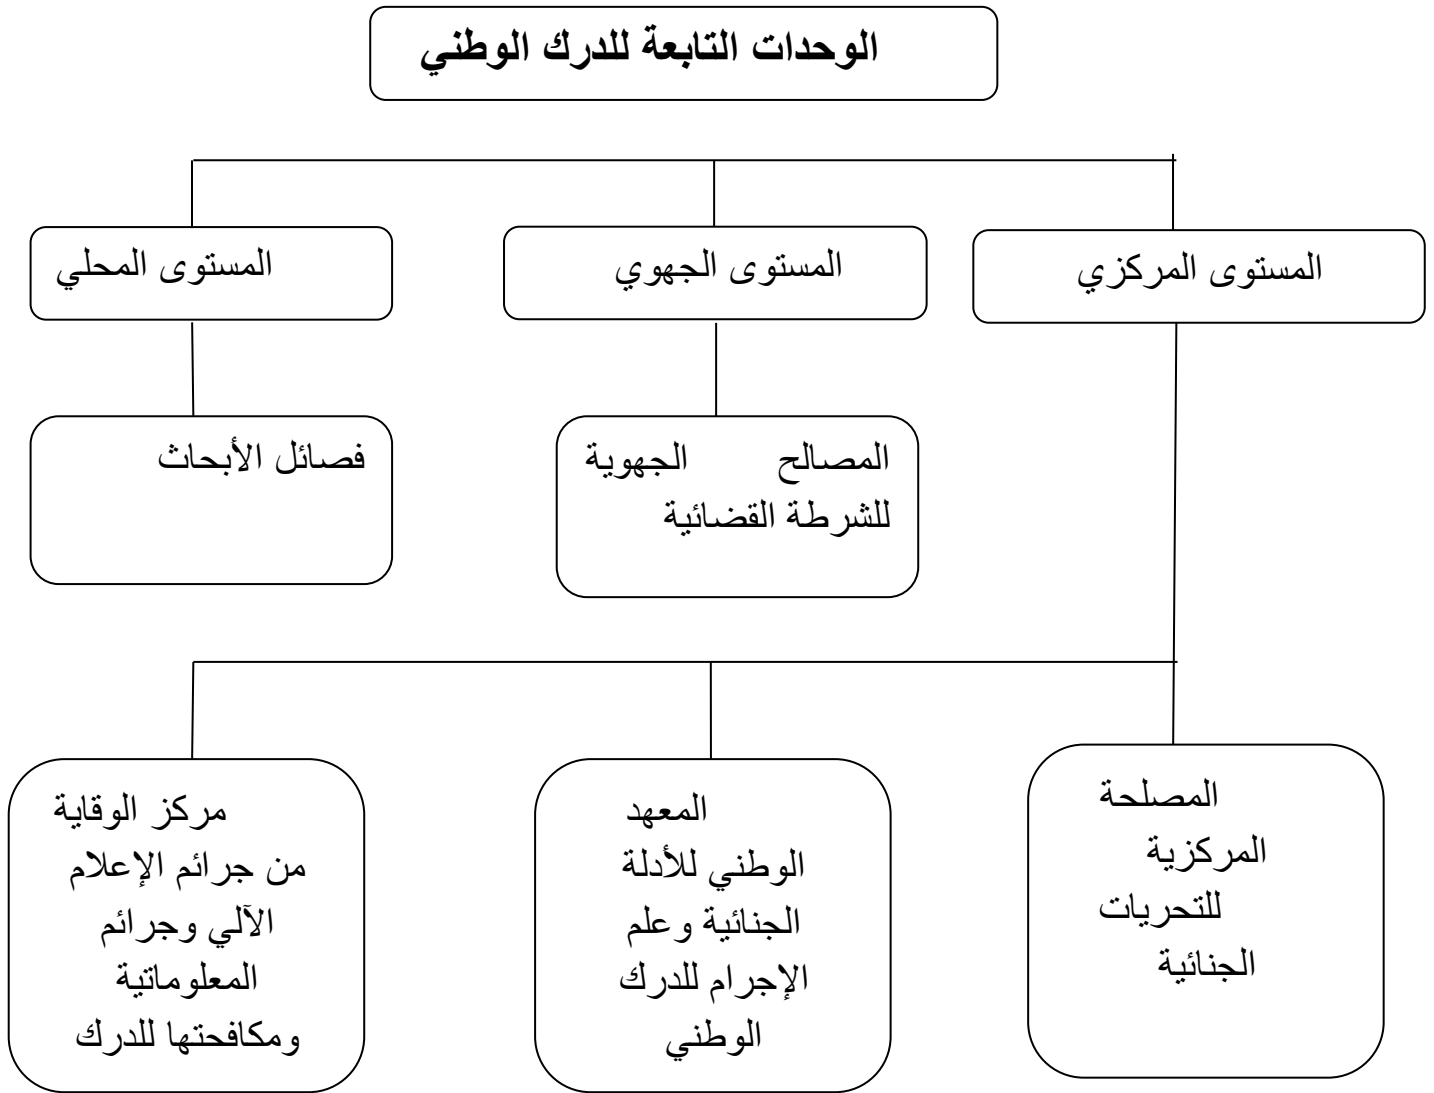 الوحدات التابعة للدرك الوطني
المستوى المركزي
المستوى الجهوي
المستوى المحلي
المصالح الجهوية
للشرطة القضائية
فصائل الأبحاث
المصلحة
المركزية
للتحريات
الجنائية
المعهد
الوطني للأدلة
الجنائية وعلم
الإجرام للدرك
الوطني
مركز الوقاية
من جرائم الإعلام
الآلي وجرائم
المعلوماتية
ومكافحتها للدرك